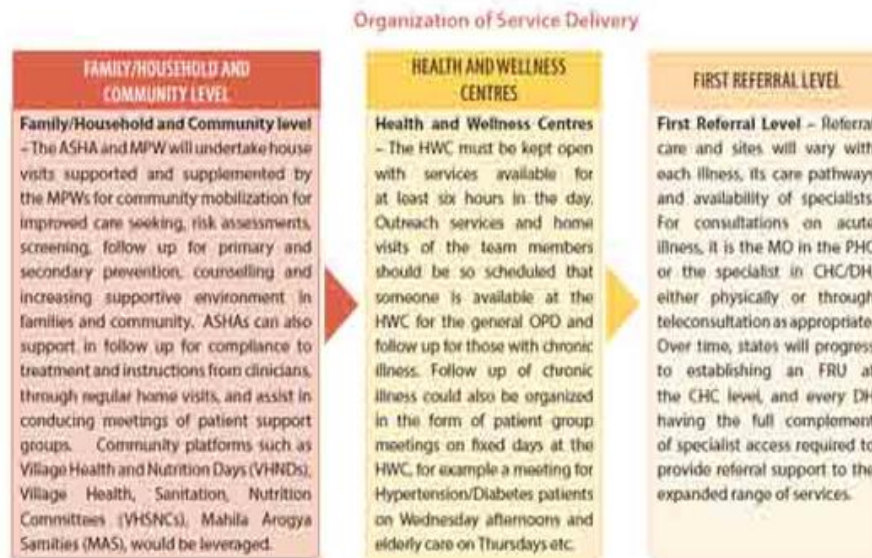 Organization of Service Delivery
FAMILY/HOUSEHOLD AND
COMMUNITY LEVEL
Family/Household and Community level
– The ASHA and MPW will undertake house
visits supported and supplemented by
the MPWs for community mobilization for
improved care seeking, risk assessments,
screening, follow up for primary and
secondary prevention, counselling and
increasing supportive environment in
families and community. ASHAs can also
support in follow up for compliance to
treatment and instructions from clinicians,
through regular home visits, and assist in
conducing meetings of patient support
groups. Community platforms such as
Village Health and Nutrition Days (VHNDs),
Village Health, Sanitation, Nutrition
Committees (VHSNCs), Mahila Arogya
Samities (MAS), would be leveraged.
HEALTH AND WELLNESS
CENTRES
Health and Wellness Centres
– The HWC must be kept open
with services available for
at least six hours in the day.
Outreach services and home
visits of the team members
should be so scheduled that
someone is available at the
HWC for the general OPD and
follow up for those with chronic
illness. Follow up of chronic
illness could also be organized
in the form of patient group
meetings on fixed days at the
HWC, for example a meeting for
Hypertension/Diabetes patients
on Wednesday afternoons and
elderly care on Thursdays etc.
FIRST REFERRAL LEVEL
First Referral Level – Referral
care and sites will vary with
each illness, its care pathways
and availability of specialists
For consultations on acute
illness, it is the MO in the PHC
or the specialist in CHC/DH
either physically or through
teleconsultation as appropriate
Over time, states will progress
to establishing an FRU at
the CHC level, and every DH
having the full complement
of specialist access required to
provide referral support to the
expanded range of services.